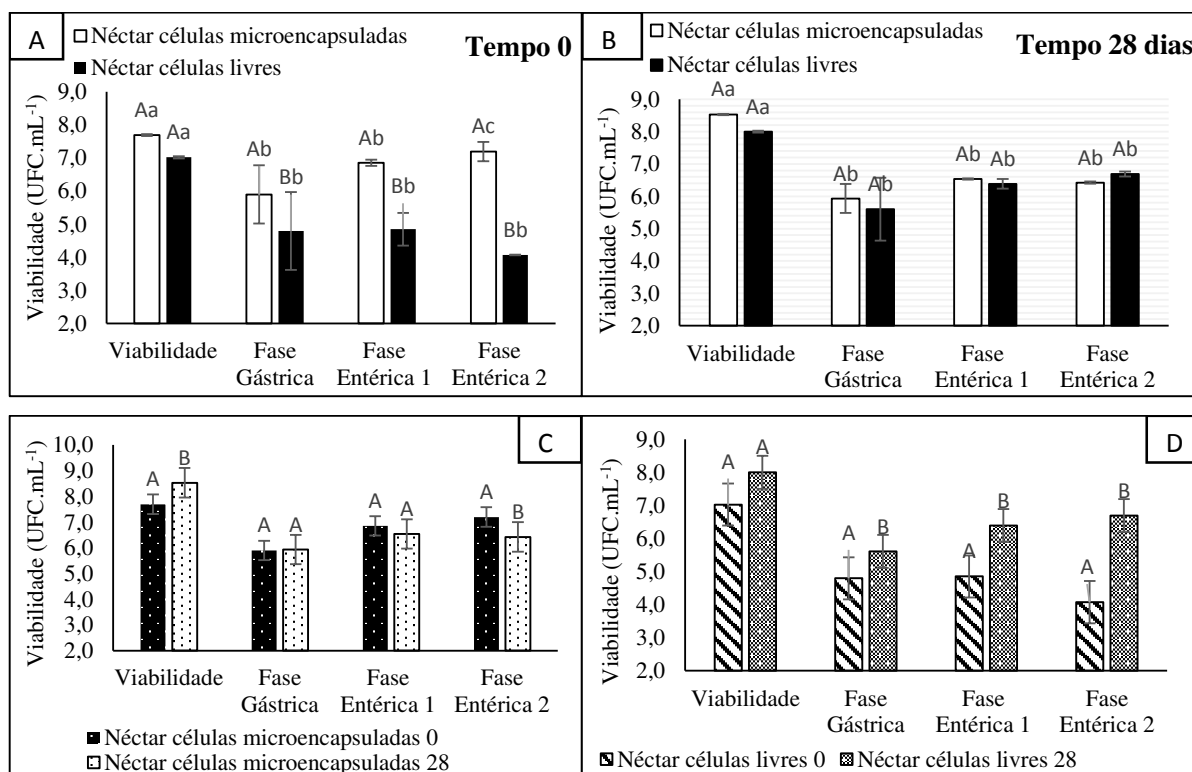 A
Néctar células microencapsuladas
Néctar células livres
Tempo 0
Viabilidade (UFC.mL⁻¹)
9,0
8,0
7,0
6,0
5,0
4,0
3,0
2,0
Aa Aa Ab Bb Ab Bb Ac Bb
Viabilidade Fase Gástrica Fase Entérica 1 Fase Entérica 2
B
Néctar células microencapsuladas
Néctar células livres
Tempo 28 dias
Viabilidade (UFC.mL⁻¹)
9,0
8,0
7,0
6,0
5,0
4,0
3,0
2,0
Aa Aa Ab Ab Ab Ab Ab Ab
Viabilidade Fase Gástrica Fase Entérica 1 Fase Entérica 2
C
Viabilidade (UFC.mL⁻¹)
10,0
9,0
8,0
7,0
6,0
5,0
4,0
3,0
2,0
A B A A A A A B
Viabilidade Fase Gástrica Fase Entérica 1 Fase Entérica 2
Néctar células microencapsuladas 0
Néctar células microencapsuladas 28
D
Viabilidade (UFC.mL⁻¹)
9,0
8,0
7,0
6,0
5,0
4,0
3,0
2,0
A A A B A B A B
Viabilidade Fase Gástrica Fase Entérica 1 Fase Entérica 2
Néctar células livres 0 Néctar células livres 28